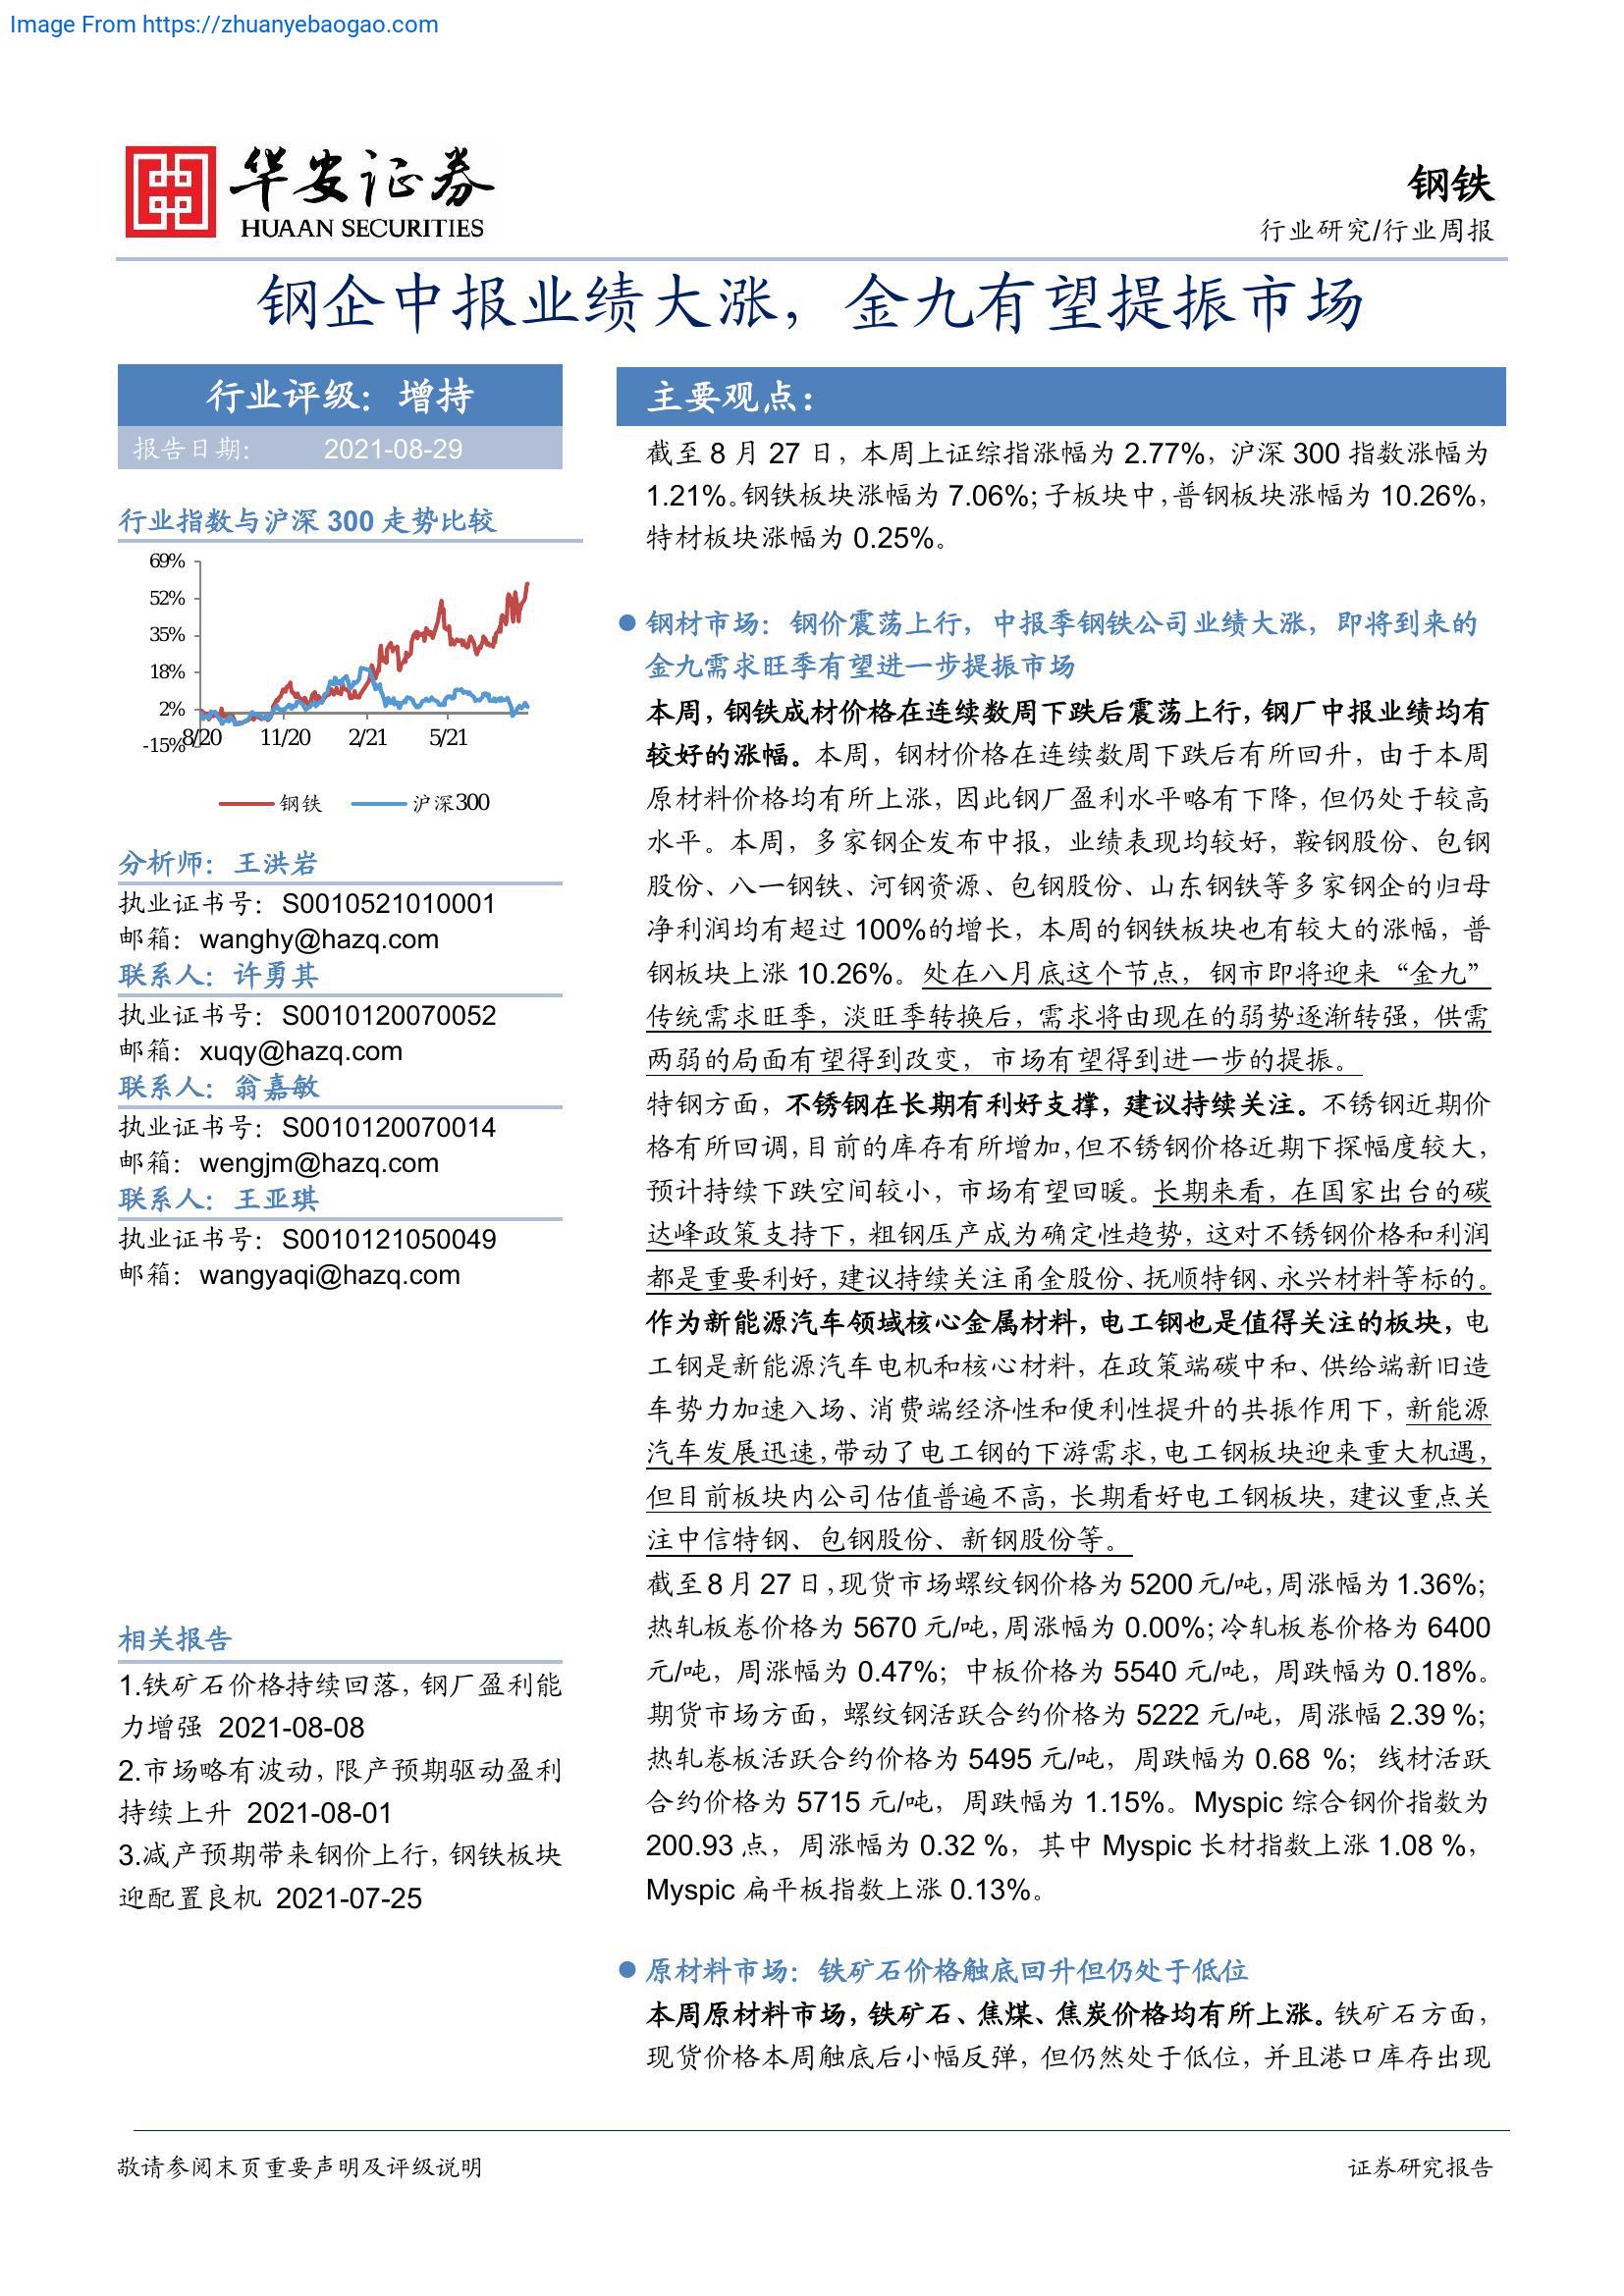 Image From https://zhuanyebaogao.com
华安证券
HUAAN SECURITIES
钢铁
行业研究/行业周报
钢企中报业绩大涨，金九有望提振市场
行业评级：增持
报告日期： 2021-08-29
行业指数与沪深 300 走势比较
69%
52%
35%
18%
2%
-15%
8/20 11/20 2/21 5/21
钢铁 沪深300
分析师：王洪岩
执业证书号：S0010521010001
邮箱：wanghy@hazq.com
联系人：许勇其
执业证书号：S0010120070052
邮箱：xuqy@hazq.com
联系人：翁嘉敏
执业证书号：S0010120070014
邮箱：wengjm@hazq.com
联系人：王亚琪
执业证书号：S0010121050049
邮箱：wangyaqi@hazq.com
相关报告
1.铁矿石价格持续回落，钢厂盈利能
力增强 2021-08-08
2.市场略有波动，限产预期驱动盈利
持续上升 2021-08-01
3.减产预期带来钢价上行，钢铁板块
迎配置良机 2021-07-25
主要观点：
截至 8 月 27 日，本周上证综指涨幅为 2.77%，沪深 300 指数涨幅为
1.21%。钢铁板块涨幅为 7.06%；子板块中，普钢板块涨幅为 10.26%，
特材板块涨幅为 0.25%。
● 钢材市场：钢价震荡上行，中报季钢铁公司业绩大涨，即将到来的
金九需求旺季有望进一步提振市场
本周，钢铁成材价格在连续数周下跌后震荡上行，钢厂中报业绩均有
较好的涨幅。本周，钢材价格在连续数周下跌后有所回升，由于本周
原材料价格均有所上涨，因此钢厂盈利水平略有下降，但仍处于较高
水平。本周，多家钢企发布中报，业绩表现均较好，鞍钢股份、包钢
股份、八一钢铁、河钢资源、包钢股份、山东钢铁等多家钢企的归母
净利润均有超过 100%的增长，本周的钢铁板块也有较大的涨幅，普
钢板块上涨 10.26%。处在八月底这个节点，钢市即将迎来“金九”
传统需求旺季，淡旺季转换后，需求将由现在的弱势逐渐转强，供需
两弱的局面有望得到改变，市场有望得到进一步的提振。
特钢方面，不锈钢在长期有利好支撑，建议持续关注。不锈钢近期价
格有所回调，目前的库存有所增加，但不锈钢价格近期下探幅度较大，
预计持续下跌空间较小，市场有望回暖。长期来看，在国家出台的碳
达峰政策支持下，粗钢压产成为确定性趋势，这对不锈钢价格和利润
都是重要利好，建议持续关注甬金股份、抚顺特钢、永兴材料等标的。
作为新能源汽车领域核心金属材料，电工钢也是值得关注的板块，电
工钢是新能源汽车电机和核心材料，在政策端碳中和、供给端新旧造
车势力加速入场、消费端经济性和便利性提升的共振作用下，新能源
汽车发展迅速，带动了电工钢的下游需求，电工钢板块迎来重大机遇，
但目前板块内公司估值普遍不高，长期看好电工钢板块，建议重点关
注中信特钢、包钢股份、新钢股份等。
截至 8 月 27 日，现货市场螺纹钢价格为 5200 元/吨，周涨幅为 1.36%；
热轧板卷价格为 5670 元/吨，周涨幅为 0.00%；冷轧板卷价格为 6400
元/吨，周涨幅为 0.47%；中板价格为 5540 元/吨，周跌幅为 0.18%。
期货市场方面，螺纹钢活跃合约价格为 5222 元/吨，周涨幅 2.39 %；
热轧卷板活跃合约价格为 5495 元/吨，周跌幅为 0.68 %；线材活跃
合约价格为 5715 元/吨，周跌幅为 1.15%。Myspic 综合钢价指数为
200.93 点，周涨幅为 0.32 %，其中 Myspic 长材指数上涨 1.08 %，
Myspic 扁平板指数上涨 0.13%。
● 原材料市场：铁矿石价格触底回升但仍处于低位
本周原材料市场，铁矿石、焦煤、焦炭价格均有所上涨。铁矿石方面，
现货价格本周触底后小幅反弹，但仍然处于低位，并且港口库存出现
敬请参阅末页重要声明及评级说明
证券研究报告